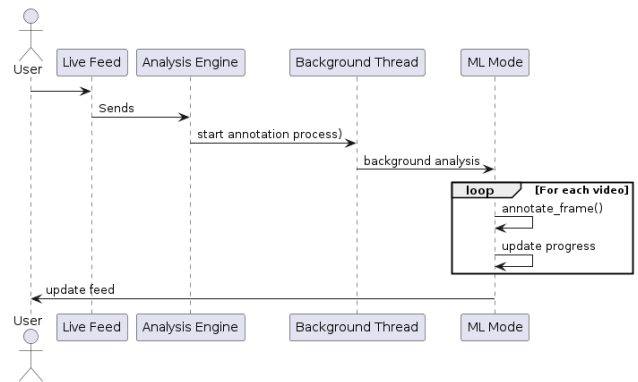 User
Live Feed
Analysis Engine
Background Thread
ML Mode
Sends
start annotation process)
background analysis
loop
[For each video]
annotate_frame()
update progress
update feed
User
Live Feed
Analysis Engine
Background Thread
ML Mode